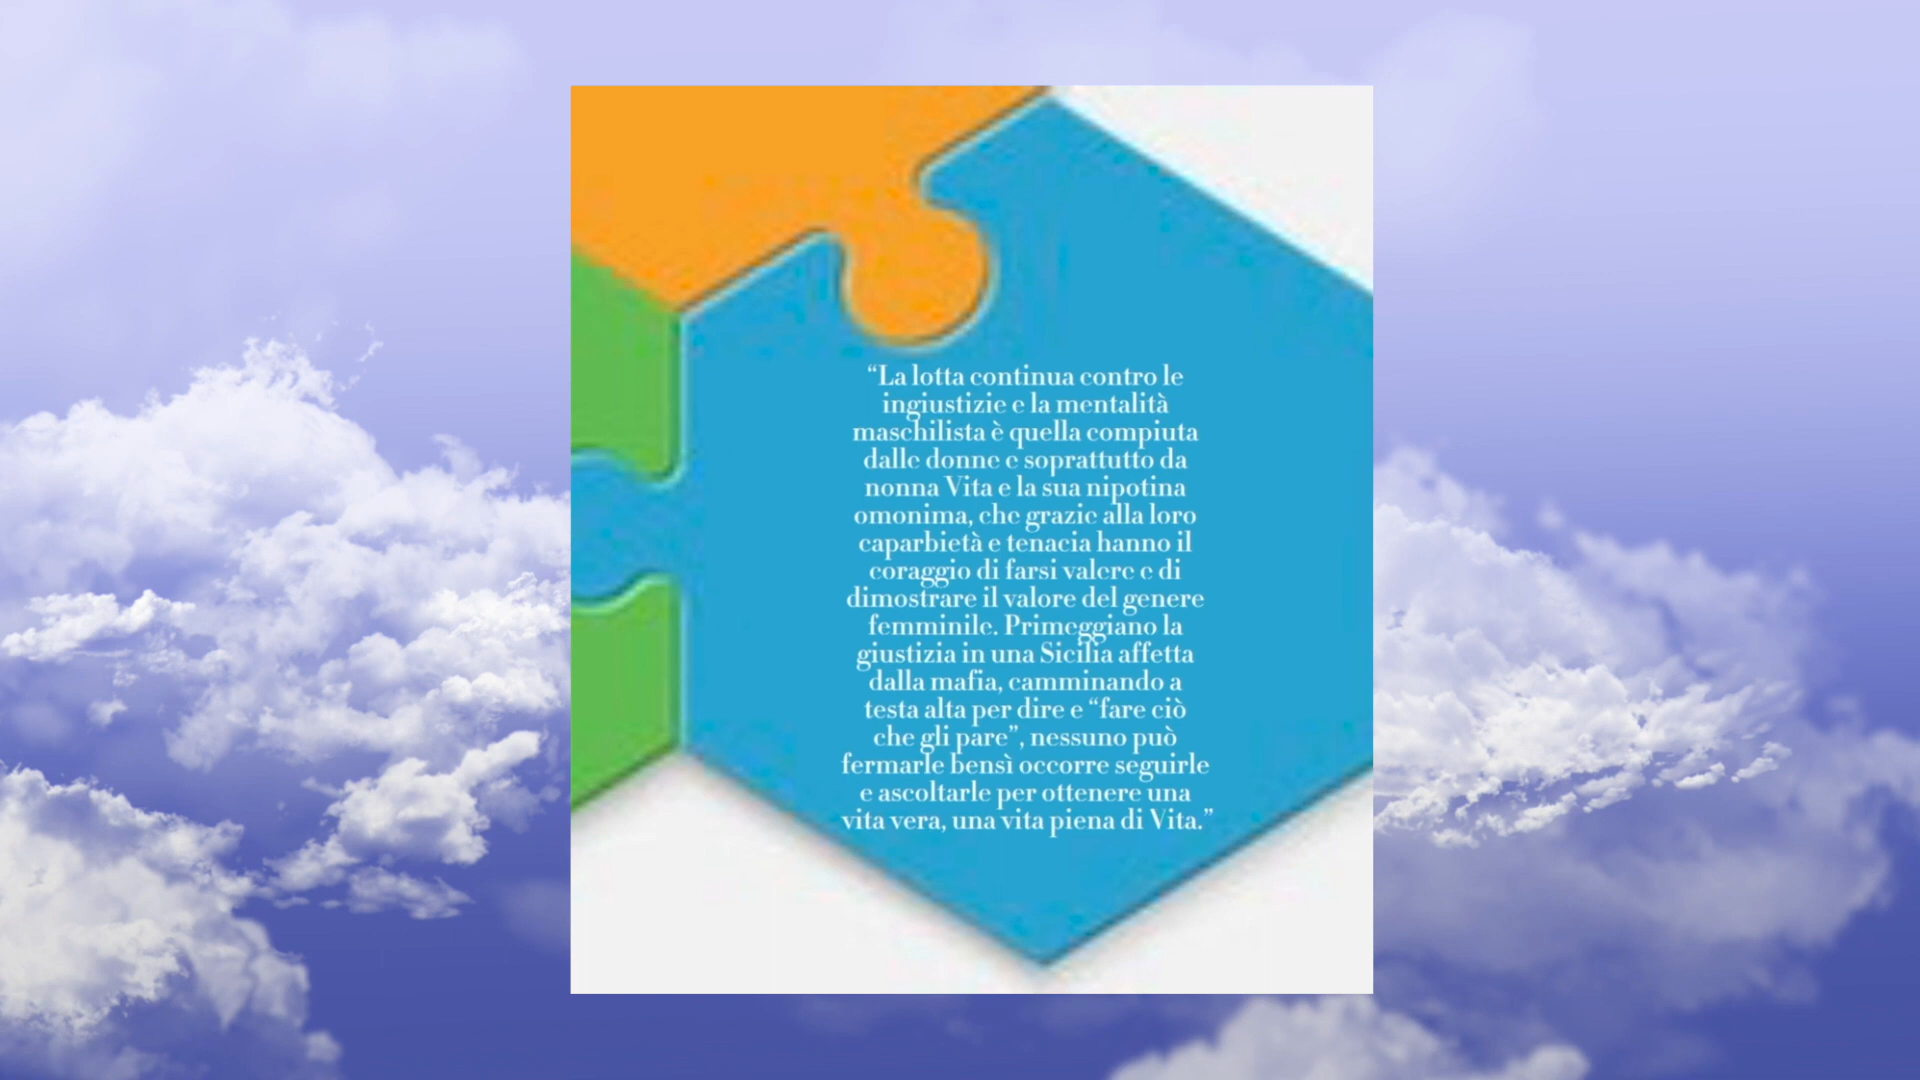 “La lotta continua contro le
ingiustizie e la mentalità
maschilista è quella compiuta
dalle donne e soprattutto da
nonna Vita e la sua nipotina
omonima, che grazie alla loro
caparbietà e tenacia hanno il
coraggio di farsi valere e di
dimostrare il valore del genere
femminile. Primeggiano la
giustizia in una Sicilia affetta
dalla mafia, camminando a
testa alta per dire e “fare ciò
che gli pare”, nessuno può
fermarle bensì occorre seguirle
e ascoltarle per ottenere una
vita vera, una vita piena di Vita.”